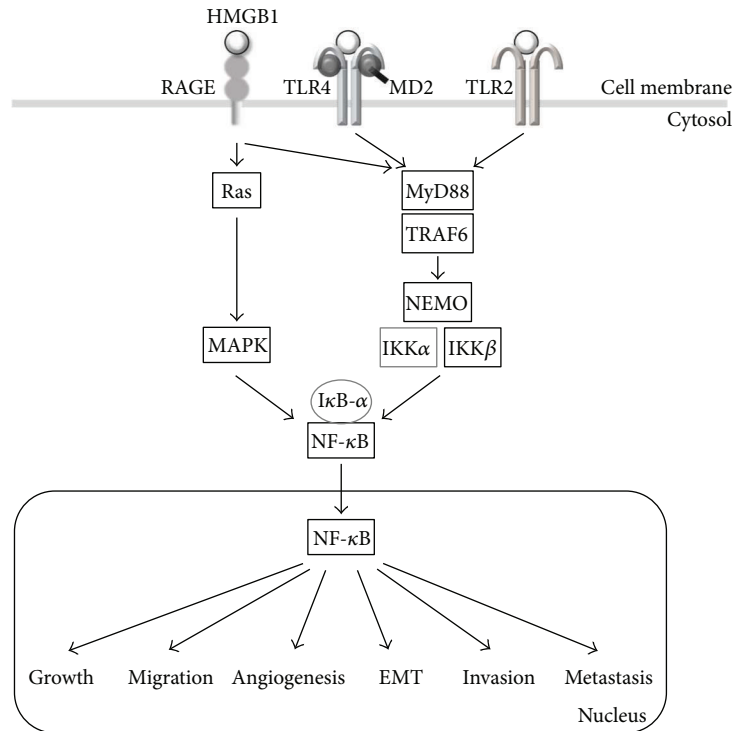 HMGB1
RAGE
TLR4
MD2
TLR2
Cell membrane
Cytosol
Ras
MyD88
TRAF6
NEMO
MAPK
IKKα
IKKβ
IκB-α
NF-κB
NF-κB
Growth
Migration
Angiogenesis
EMT
Invasion
Metastasis
Nucleus